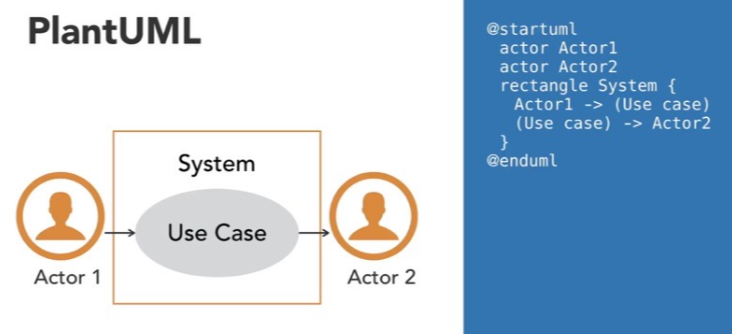 PlantUML
System
Use Case
Actor 1
Actor 2
@startuml
actor Actor1
actor Actor2
rectangle System {
Actor1 -> (Use case)
(Use case) -> Actor2
}
@enduml